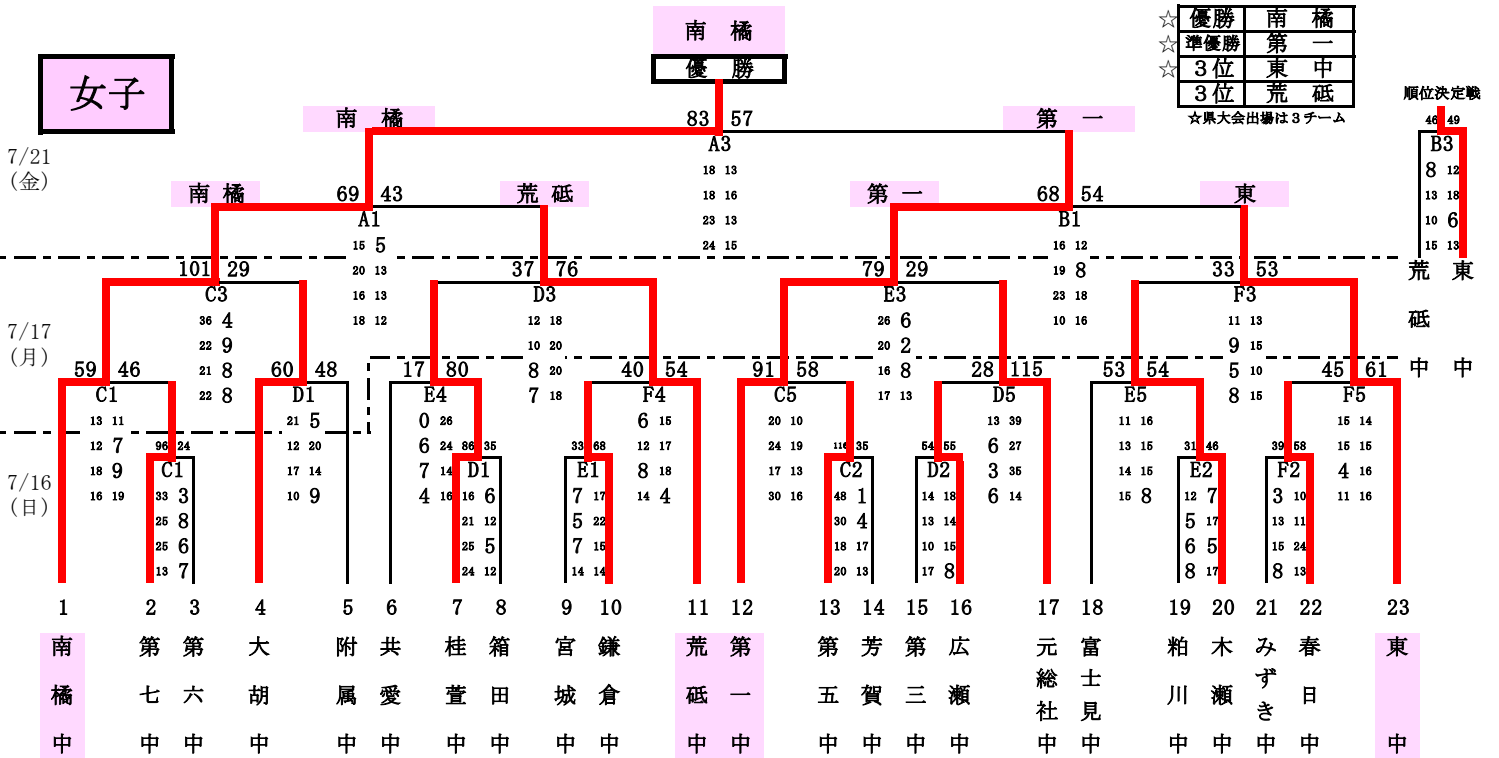 南 橘
優 勝
☆ 優勝 南 橘
☆ 準優勝 第 一
☆ 3位 東 中
3位 荒 砥
☆県大会出場は3チーム
女子
順位決定戦
南 橘 83 57 第 一 46 49
A3 B3
7/21
(金)
18 13 8 12
18 16 13 18
23 13 10 6
24 15 15 13
荒砥中 東中
南 橘 69 43 荒 砥 第 一 68 54 東
A1 B1
15 5 16 12
20 13 19 8
16 13 23 18
18 12 10 16
101 29 37 76 79 29 33 53
C3 D3 E3 F3
7/17
(月)
36 4 12 18 26 6 11 13
22 9 10 20 20 2 9 15
21 8 8 20 16 8 5 10
22 8 7 18 17 13 8 15
59 46 60 48 17 80 40 54 91 58 28 115 53 54 45 61
C1 D1 E4 F4 C5 D5 E5 F5
13 11 21 5 0 26 6 15 20 10 13 39 11 16 15 14
12 7 12 20 6 24 12 17 24 19 6 27 13 15 15 15
18 9 17 14 7 14 8 18 17 13 3 35 14 15 4 16
16 19 10 9 4 16 14 4 30 16 6 14 15 8 11 16
7/16
(日)
96 24 86 35 33 68 116 35 54 55 31 46 39 58
C1 D1 E1 C2 D2 E2 F2
33 3 16 6 7 17 48 1 14 18 12 7 3 10
25 8 21 12 5 22 30 4 13 14 5 17 13 11
25 6 25 5 7 15 18 17 10 15 6 5 15 24
13 7 24 12 14 14 20 13 17 8 8 17 8 13
1 2 3 4 5 6 7 8 9 10 11 12 13 14 15 16 17 18 19 20 21 22 23
南橘中
第七中
第六中
大胡中
附属中
共愛中
桂萱中
箱田中
宮城中
鎌倉中
荒砥中
第一中
第五中
芳賀中
第三中
広瀬中
元総社中
富士見中
粕川中
木瀬中
みずき中
春日中
東中